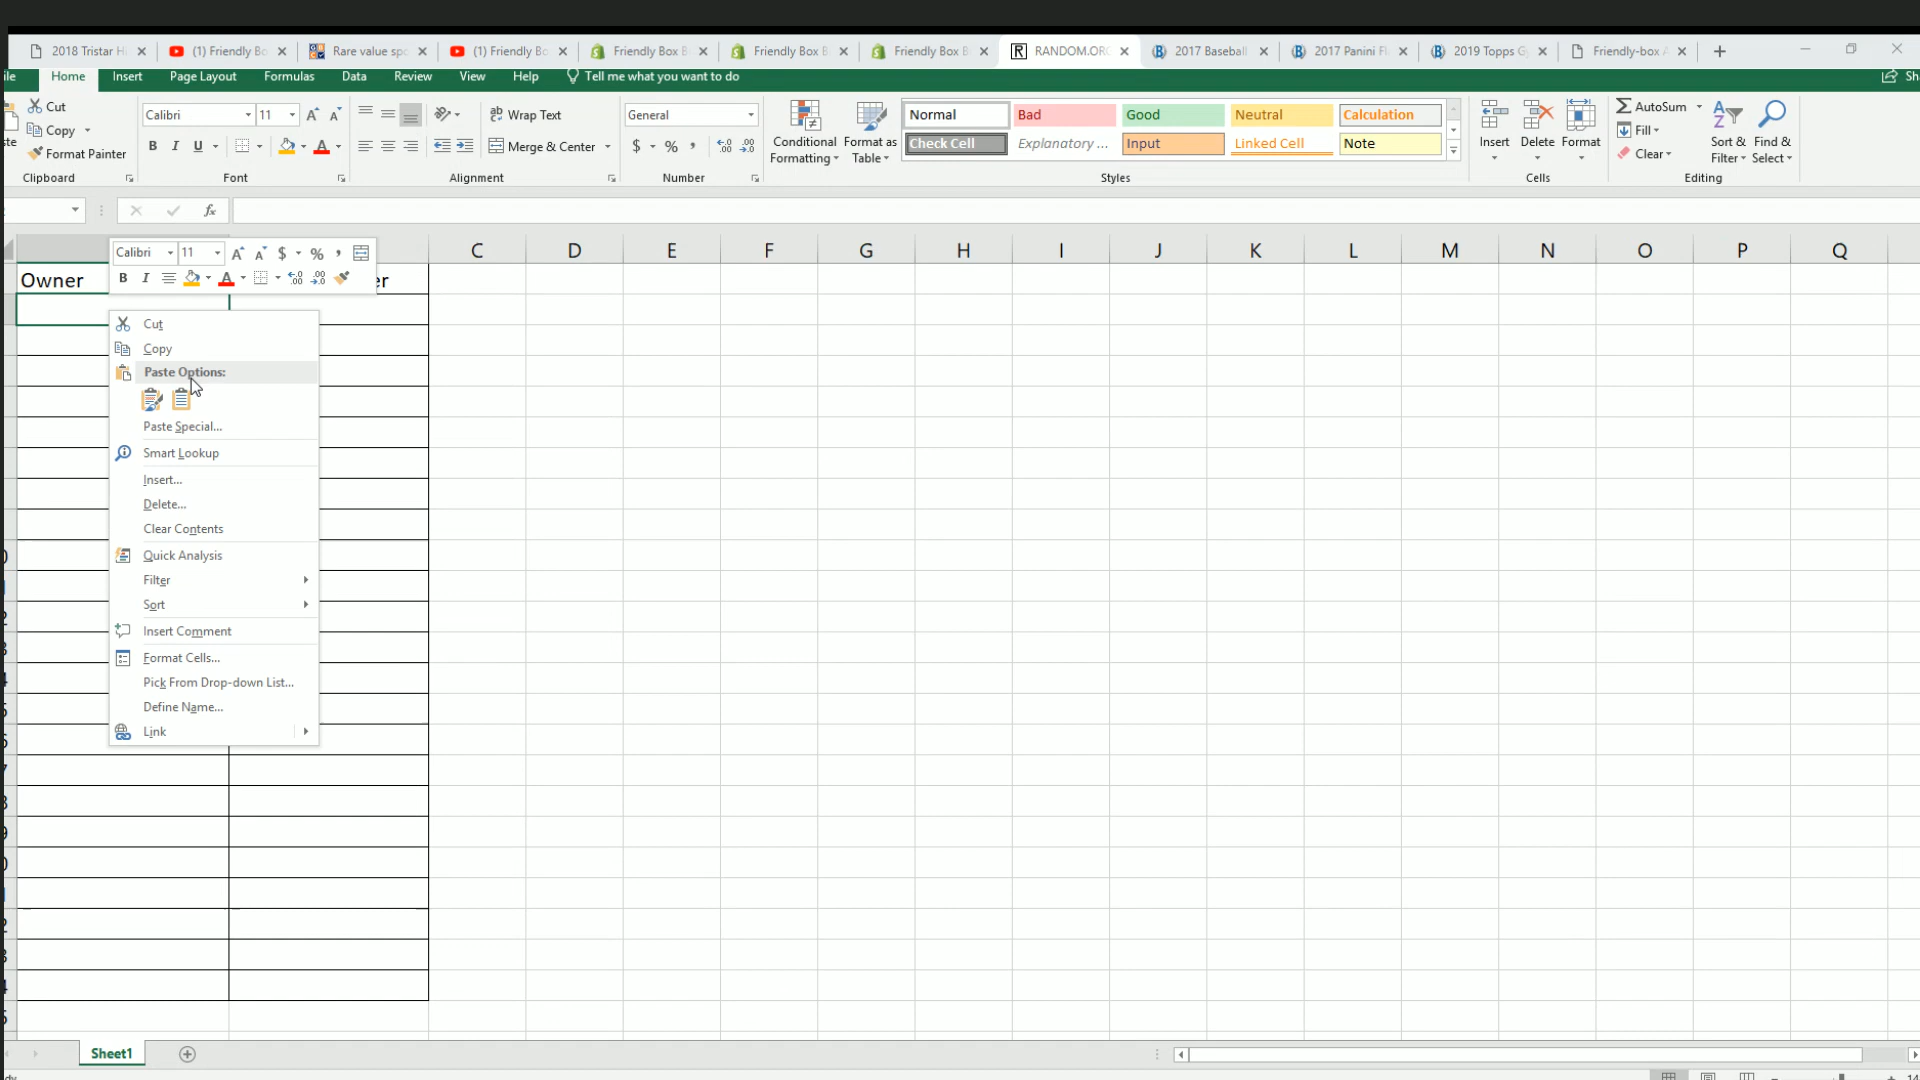 2018 Tristar H
(1) Friendly Bo
Rare value spo
(1) Friendly Bo
Friendly Box B
Friendly Box B
Friendly Box B
RANDOM.ORG
2017 Baseball
2017 Panini Fl
2019 Topps Gy
Friendly-box A
ile Home Insert Page Layout Formulas Data Review View Help Tell me what you want to do Sha
Cut
Copy
Format Painter
ste
Clipboard
Calibri 11
B I U
Font
Wrap Text
Merge & Center
Alignment
General
$ % ,
Number
Conditional Formatting
Format as Table
Normal Bad Good Neutral Calculation
Check Cell Explanatory ... Input Linked Cell Note
Styles
Insert Delete Format
Cells
AutoSum
Fill
Clear
Sort & Filter
Find & Select
Editing
fx
Calibri 11 $ % ,
B I A
C D E F G H I J K L M N O P Q
Owner er
Cut
Copy
Paste Options:
Paste Special...
Smart Lookup
Insert...
Delete...
Clear Contents
Quick Analysis
Filter
Sort
Insert Comment
Format Cells...
Pick From Drop-down List...
Define Name...
Link
Sheet1